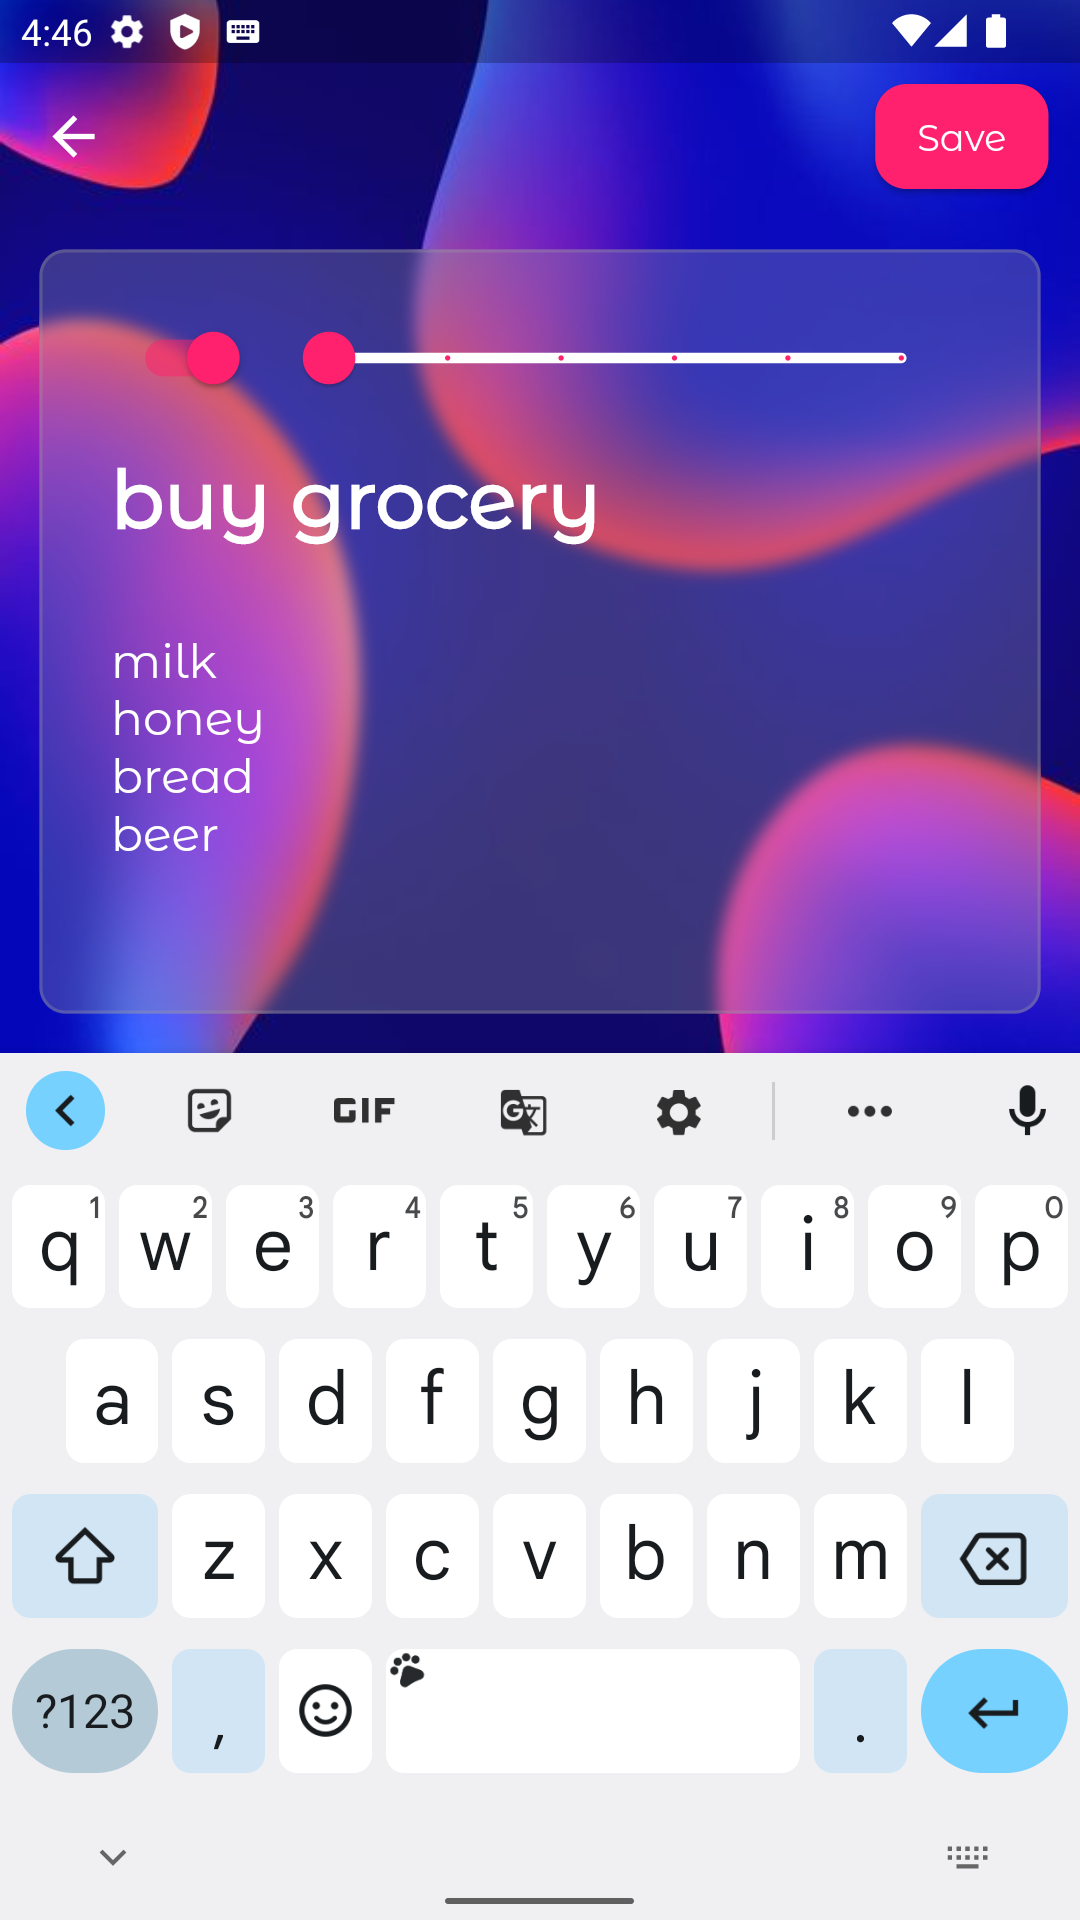 4:46
Save
buy grocery
milk
honey
bread
beer
GIF
1 2 3 4 5 6 7 8 9 0
q w e r t y u i o p
a s d f g h j k l
z x c v b n m
?123 , .